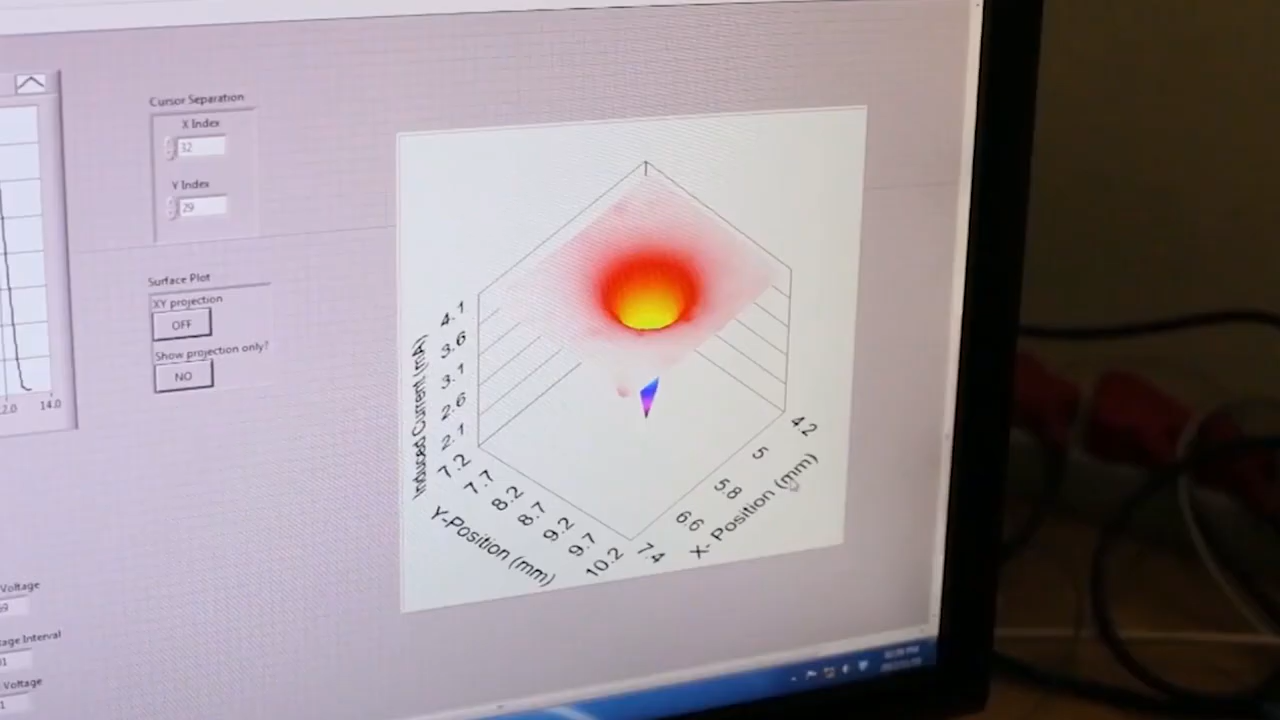 Cursor Separation
X Index
32
Y Index
29
Surface Plot
XY projection
OFF
Show projection only?
NO
4.1
3.6
3.1
2.6
2.1
Induced Current (mA)
7.2
7.7
8.2
8.7
9.2
9.7
10.2
Y-Position (mm)
4.2
5
5.8
6.6
7.4
X- Position (mm)
14.0
Voltage
Voltage